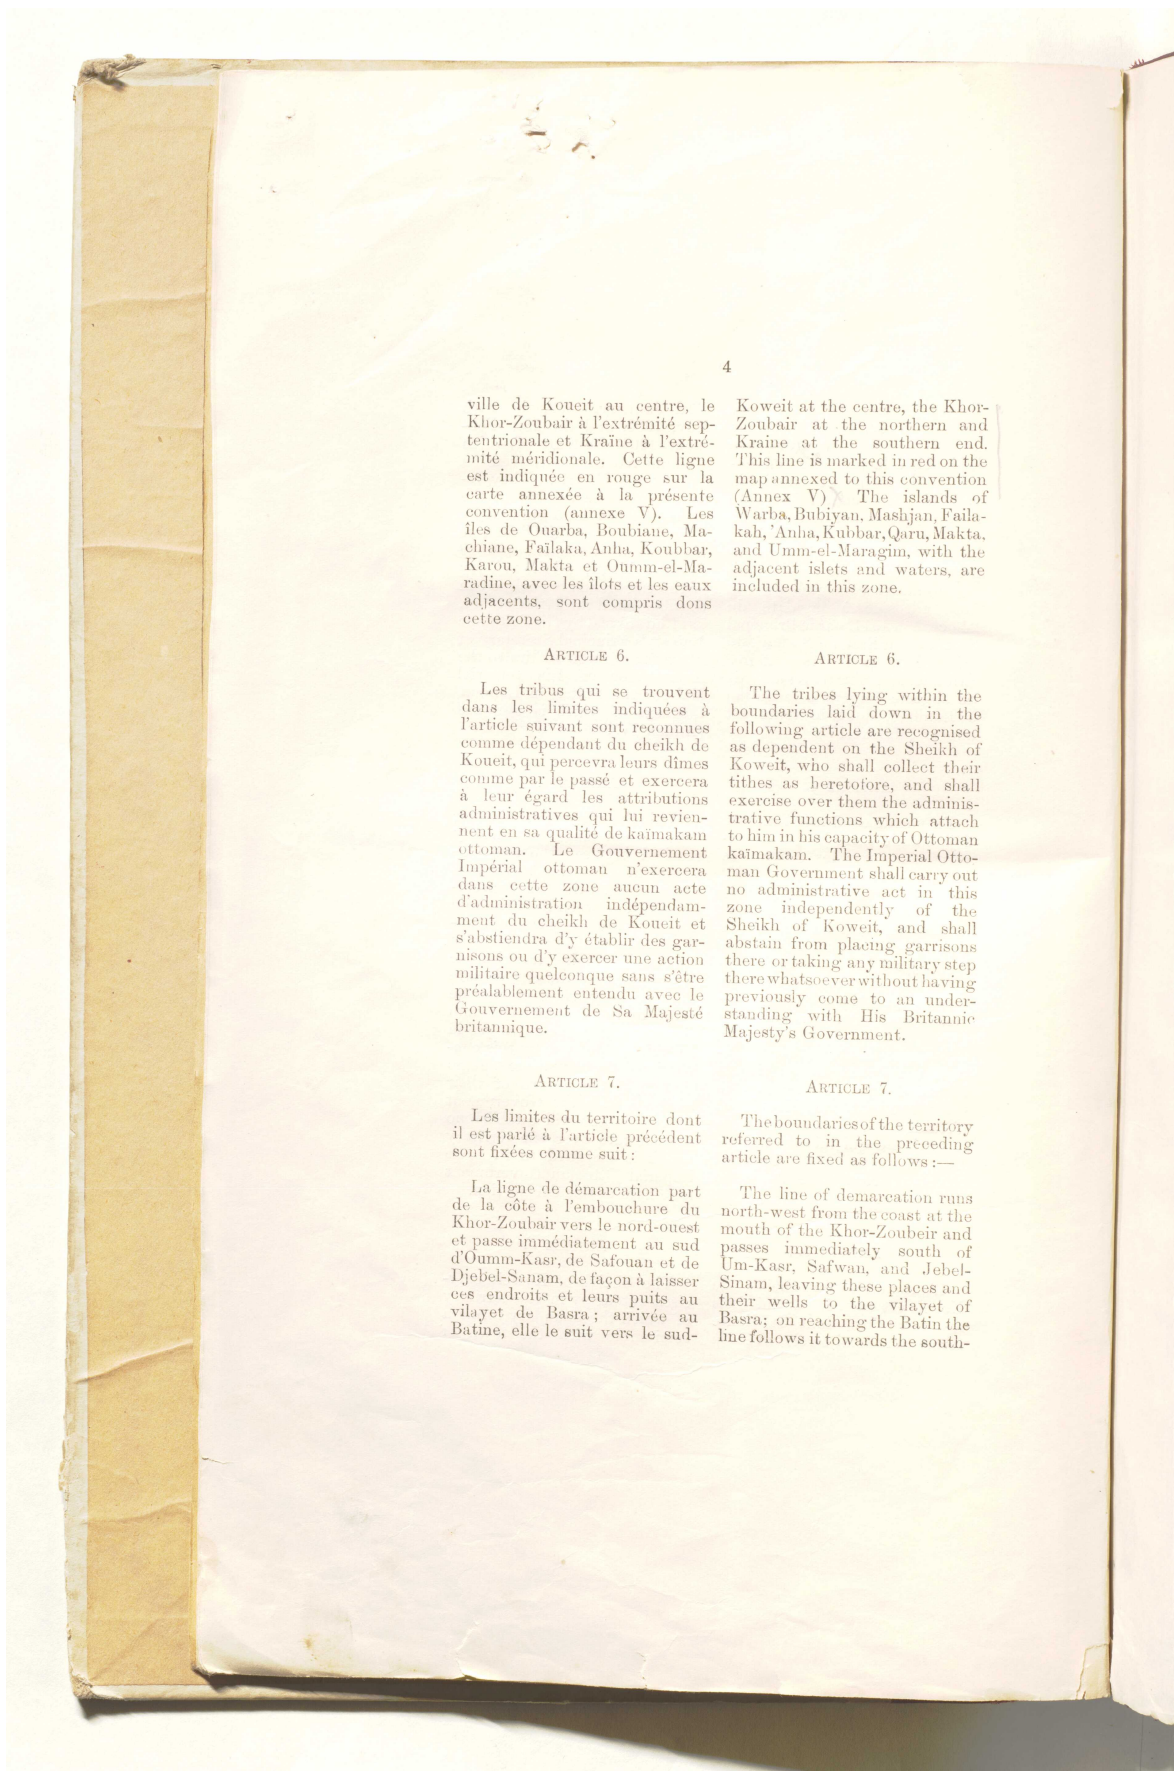 4
ville de Koueit au centre, le
Khor-Zoubair à l'extrémité sep-
tentrionale et Kraïne à l'extré-
mité méridionale. Cette ligne
est indiquée en rouge sur la
carte annexée à la présente
convention (annexe V). Les
îles de Ouarba, Boubiane, Ma-
chiane, Faïlaka, Anha, Koubbar,
Karou, Makta et Oumm-el-Ma-
radine, avec les îlots et les eaux
adjacents, sont compris dons
cette zone.
ARTICLE 6.
Les tribus qui se trouvent
dans les limites indiquées à
l'article suivant sont reconnues
comme dépendant du cheikh de
Koueit, qui percevra leurs dîmes
comme par le passé et exercera
à leur égard les attributions
administratives qui lui revien-
nent en sa qualité de kaïmakam
ottoman. Le Gouvernement
Impérial ottoman n'exercera
dans cette zone aucun acte
d'administration indépendam-
ment du cheikh de Koueit et
s'abstiendra d'y établir des gar-
nisons ou d'y exercer une action
militaire quelconque sans s'être
préalablement entendu avec le
Gouvernement de Sa Majesté
britannique.
ARTICLE 7.
Les limites du territoire dont
il est parlé à l'article précédent
sont fixées comme suit :
La ligne de démarcation part
de la côte à l'embouchure du
Khor-Zoubair vers le nord-ouest
et passe immédiatement au sud
d'Oumm-Kasr, de Safouan et de
Djebel-Sanam, de façon à laisser
ces endroits et leurs puits au
vilayet de Basra ; arrivée au
Batine, elle le suit vers le sud-
Koweit at the centre, the Khor-
Zoubair at the northern and
Kraine at the southern end.
This line is marked in red on the
map annexed to this convention
(Annex V) The islands of
Warba, Bubiyan, Mashjan, Faila-
kah, 'Anha, Kubbar, Qaru, Makta,
and Umm-el-Maragim, with the
adjacent islets and waters, are
included in this zone.
ARTICLE 6.
The tribes lying within the
boundaries laid down in the
following article are recognised
as dependent on the Sheikh of
Koweit, who shall collect their
tithes as heretofore, and shall
exercise over them the adminis-
trative functions which attach
to him in his capacity of Ottoman
kaïmakam. The Imperial Otto-
man Government shall carry out
no administrative act in this
zone independently of the
Sheikh of Koweit, and shall
abstain from placing garrisons
there or taking any military step
there whatsoever without having
previously come to an under-
standing with His Britannic
Majesty's Government.
ARTICLE 7.
The boundaries of the territory
referred to in the preceding
article are fixed as follows :—
The line of demarcation runs
north-west from the coast at the
mouth of the Khor-Zoubeir and
passes immediately south of
Um-Kasr, Safwan, and Jebel-
Sinam, leaving these places and
their wells to the vilayet of
Basra; on reaching the Batin the
line follows it towards the south-